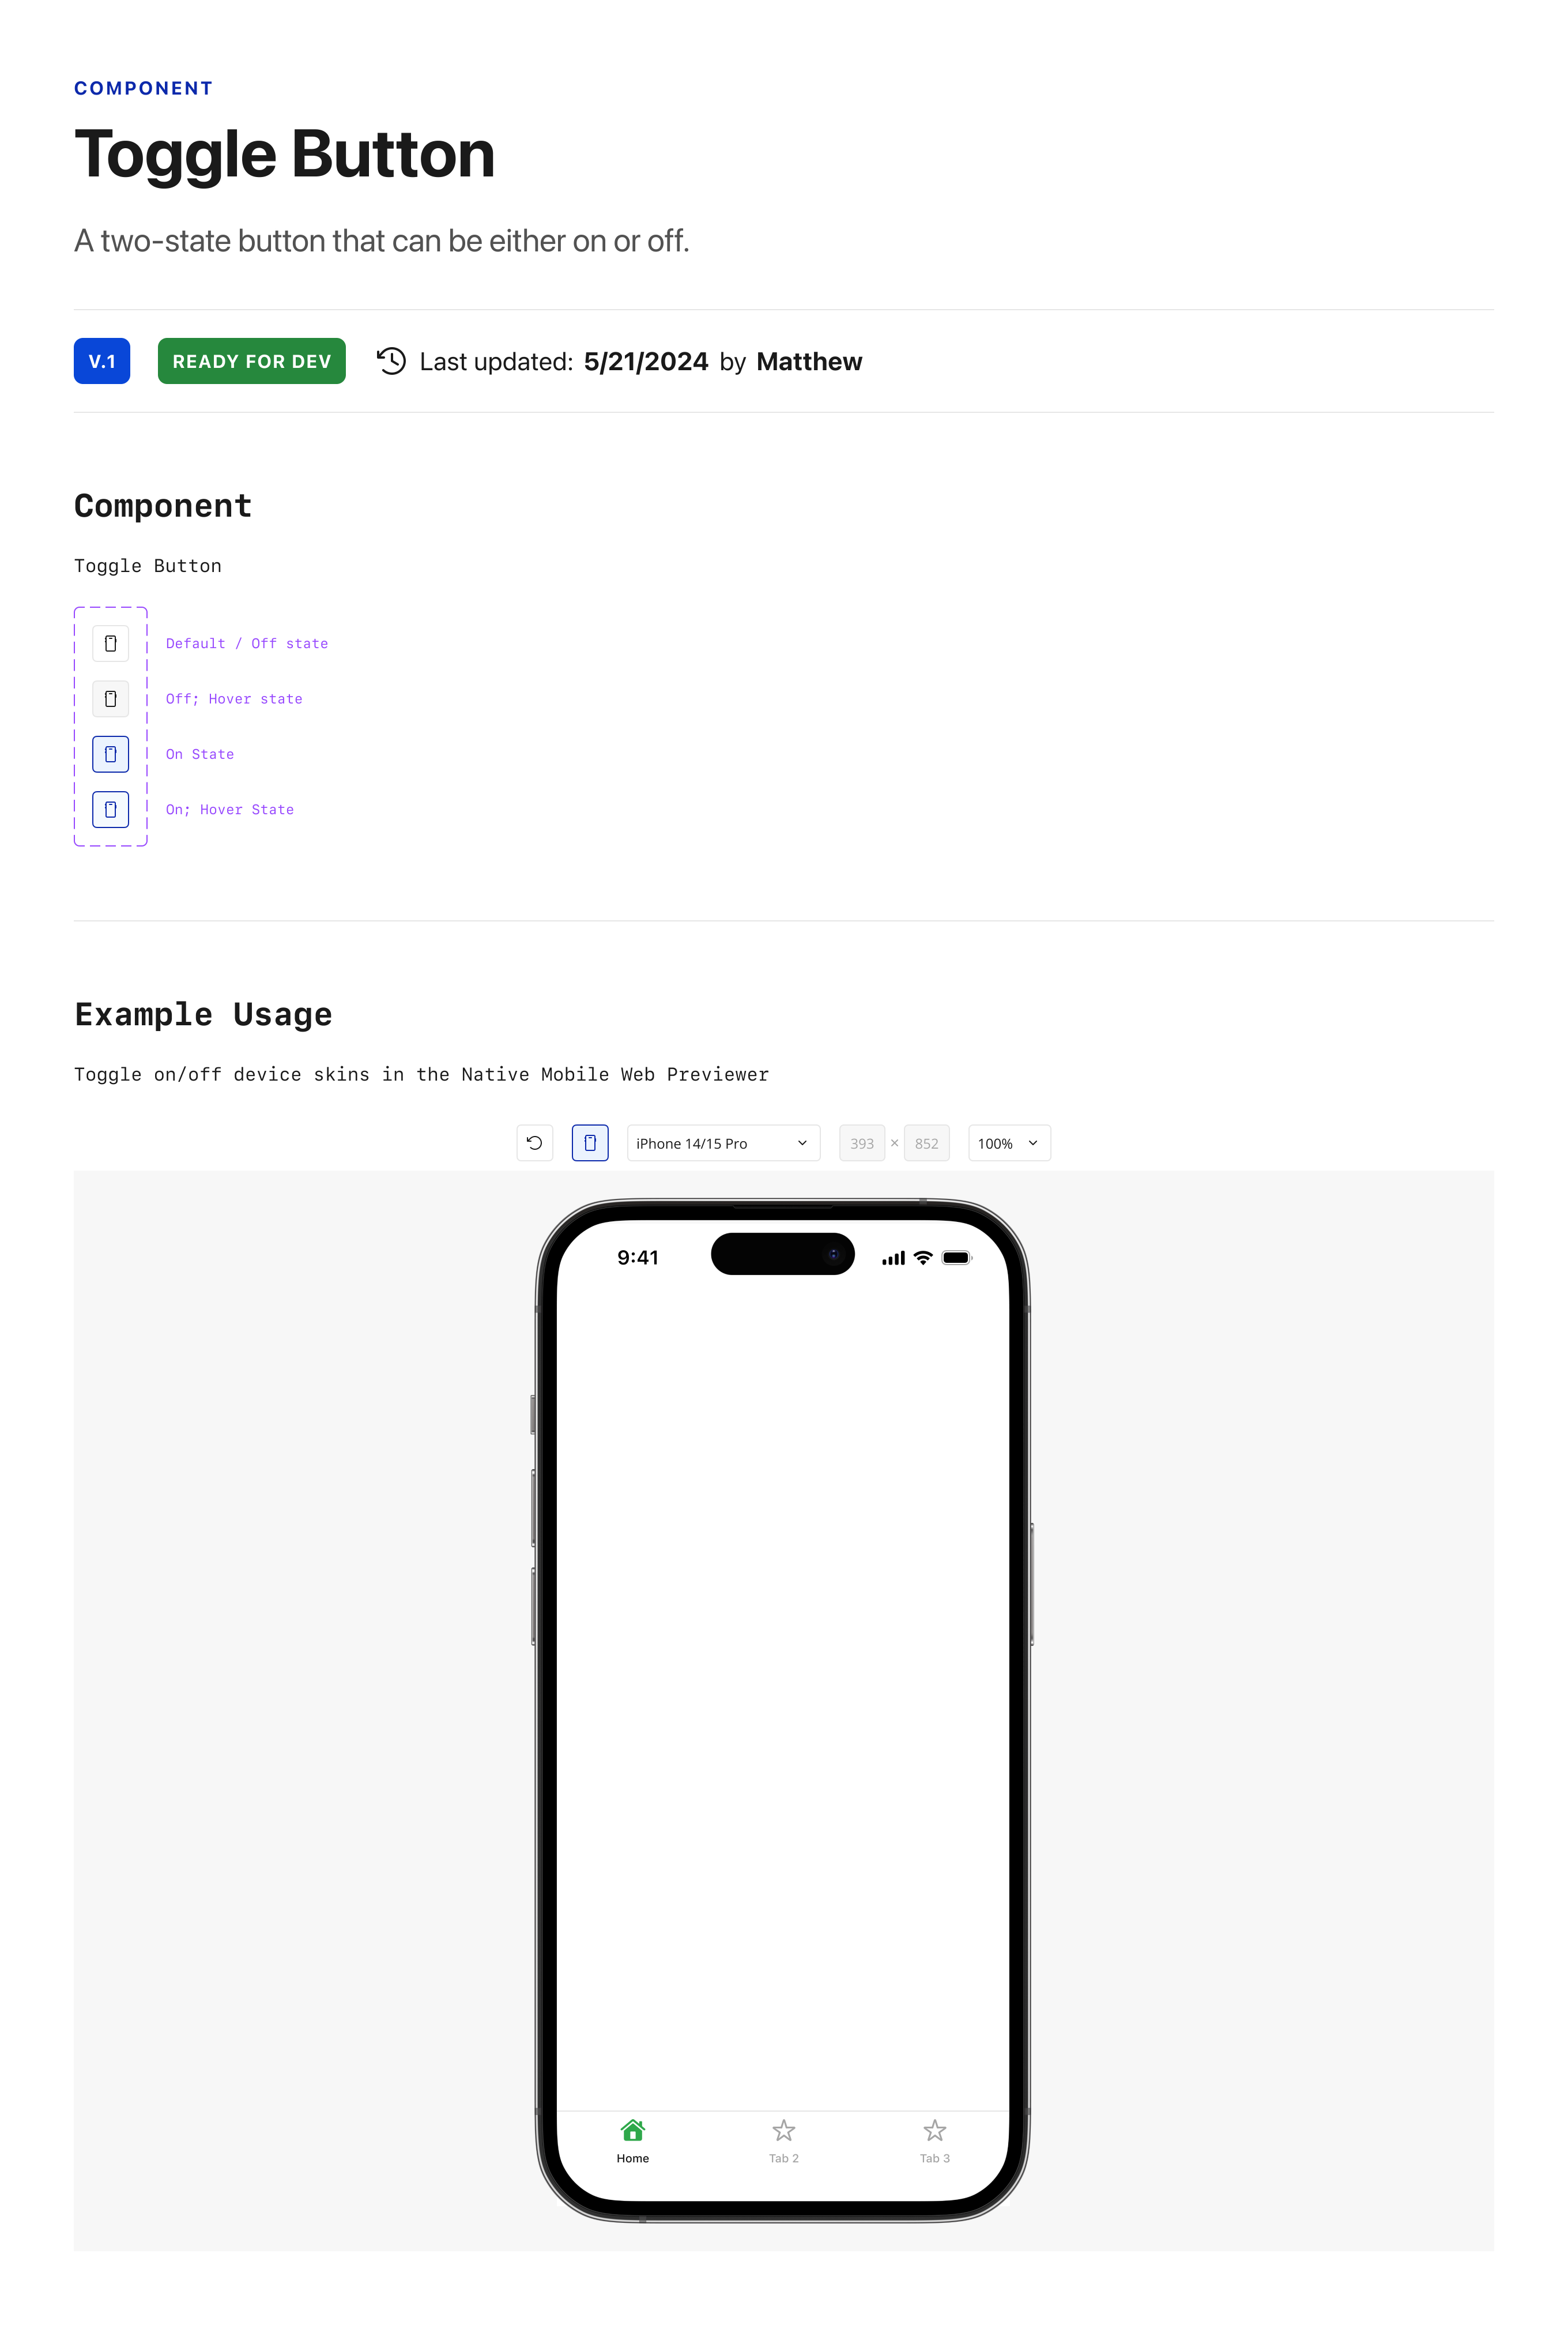 COMPONENT
Toggle Button
A two-state button that can be either on or off.
V.1 READY FOR DEV Last updated: 5/21/2024 by Matthew
Component
Toggle Button
Default / Off state
Off; Hover state
On State
On; Hover State
Example Usage
Toggle on/off device skins in the Native Mobile Web Previewer
iPhone 14/15 Pro 393 × 852 100%
9:41
Home Tab 2 Tab 3